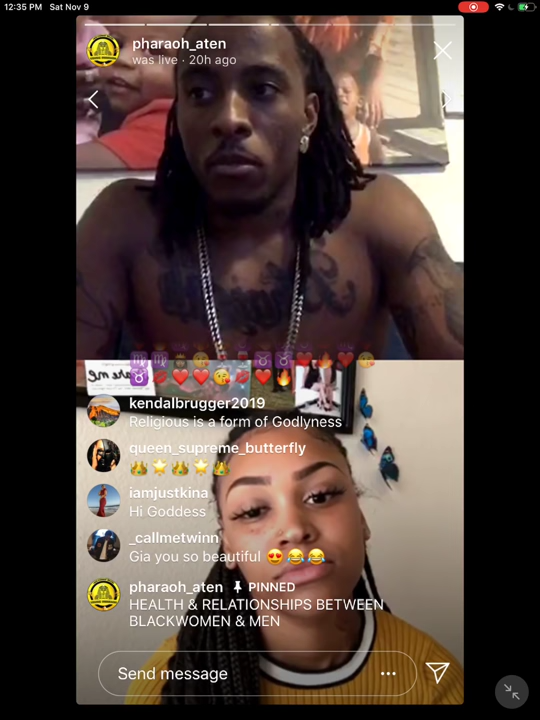 12:35 PM Sat Nov 9
pharaoh_aten
was live · 20h ago
kendalbrugger2019
Religious is a form of Godlyness
queen_supreme_butterfly
👑⭐👑⭐👑
iamjustkina
Hi Goddess
_callmetwinn
Gia you so beautiful 😍😂😂
pharaoh_aten 📌 PINNED
HEALTH & RELATIONSHIPS BETWEEN
BLACKWOMEN & MEN
Send message